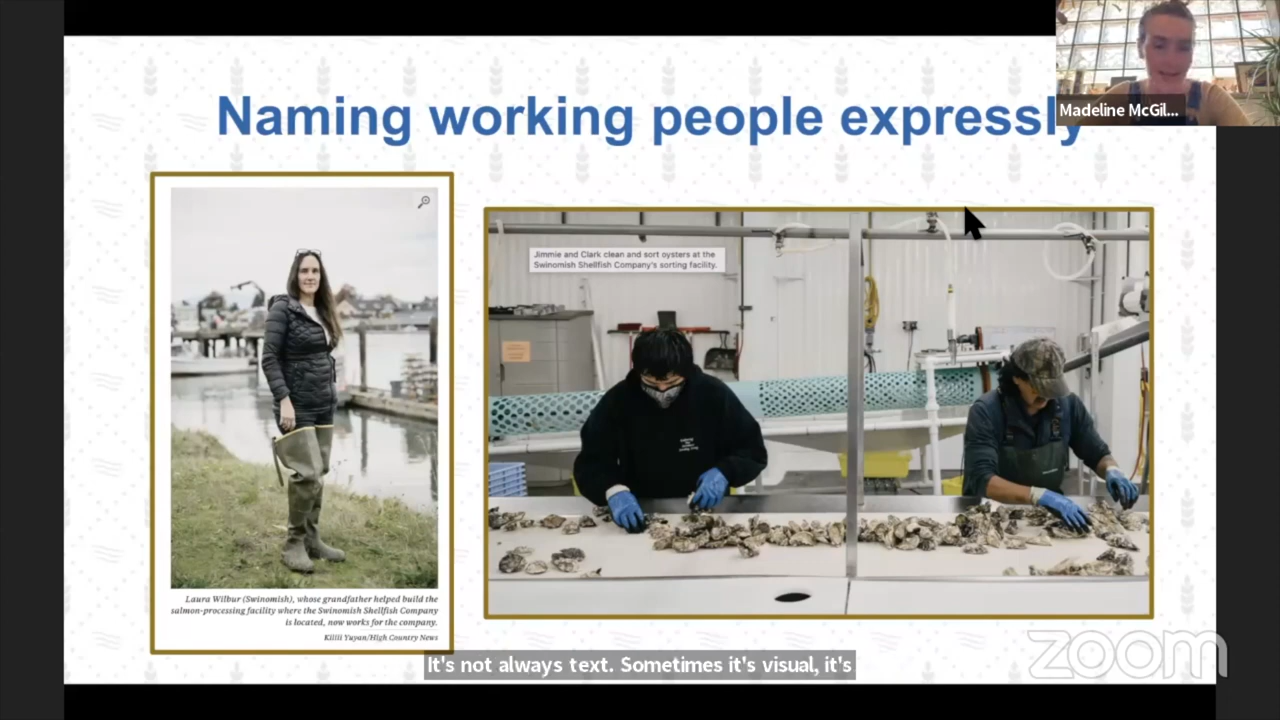 Naming working people expressly
Madeline McGil...
Jimmie and Clark clean and sort oysters at the
Swinomish Shellfish Company's sorting facility.
Laura Wilbur (Swinomish), whose grandfather helped build the
salmon-processing facility where the Swinomish Shellfish Company
is located, now works for the company.
Kiliii Yuyan/High Country News
It's not always text. Sometimes it's visual, it's
zoom